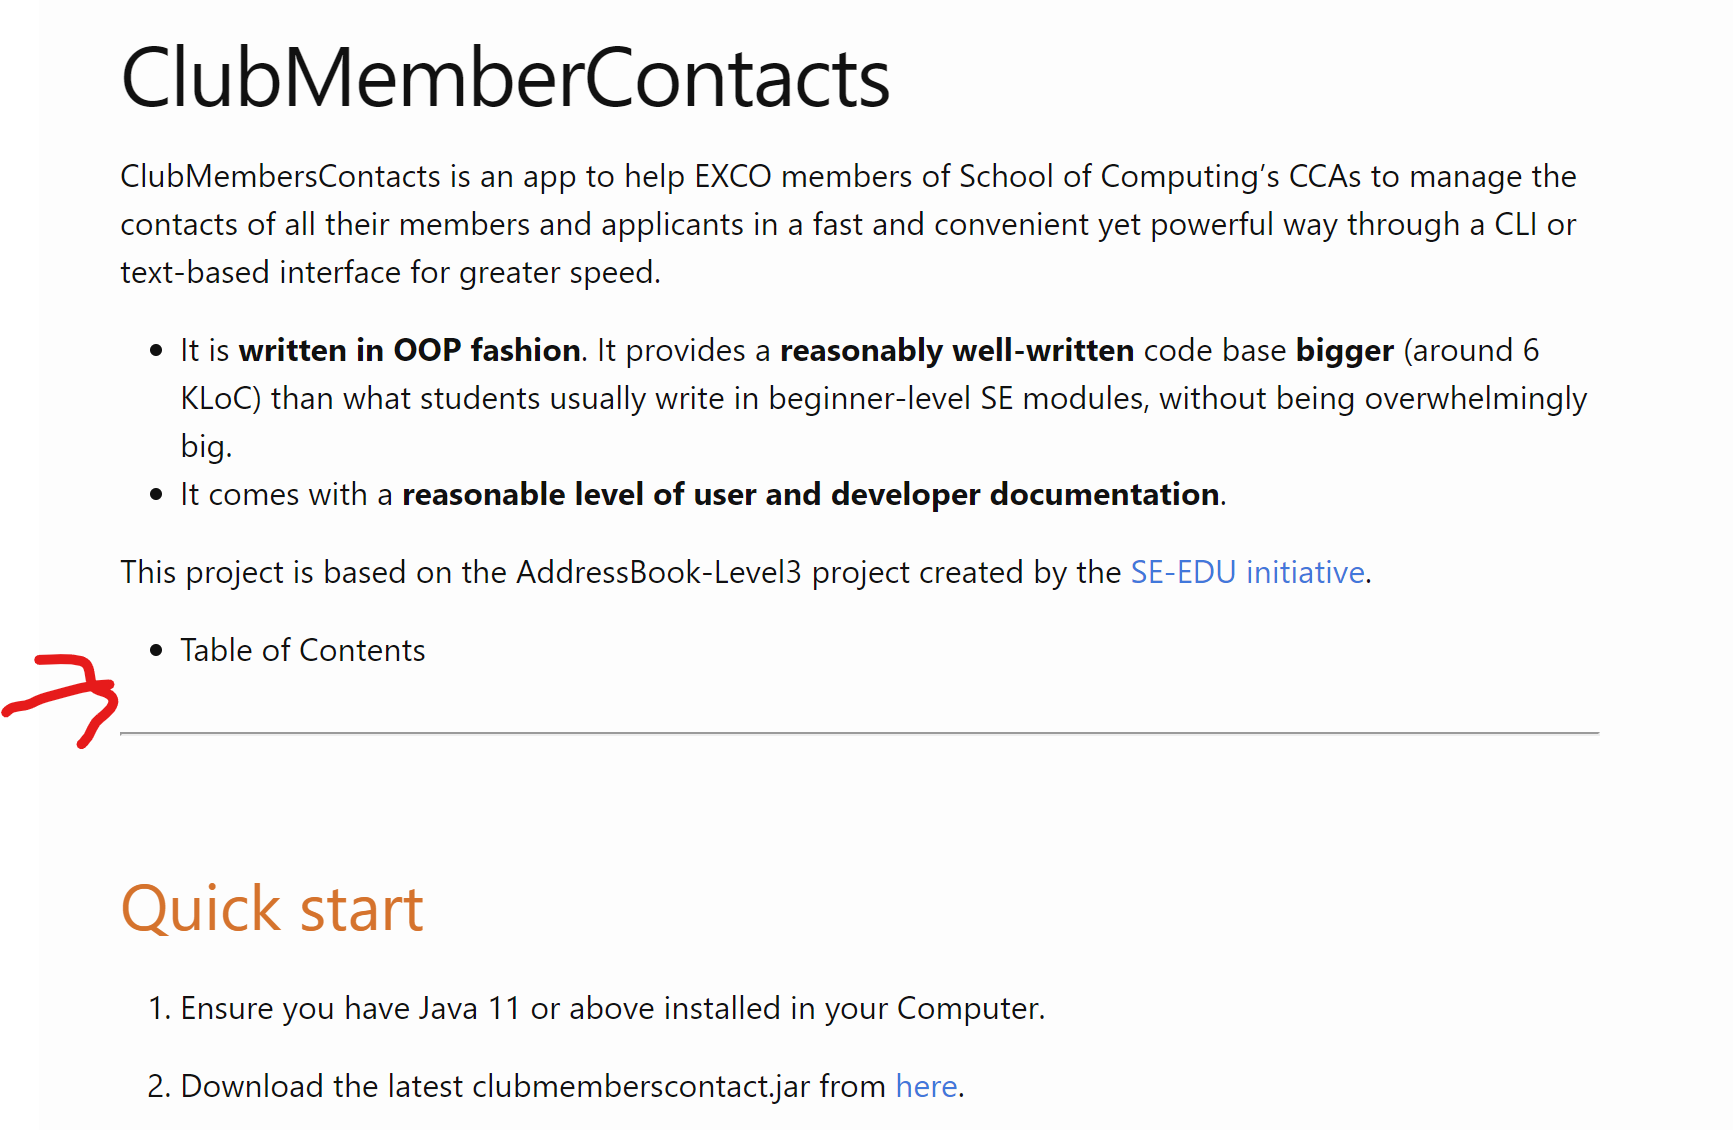 ClubMemberContacts
ClubMembersContacts is an app to help EXCO members of School of Computing’s CCAs to manage the
contacts of all their members and applicants in a fast and convenient yet powerful way through a CLI or
text-based interface for greater speed.
• It is written in OOP fashion. It provides a reasonably well-written code base bigger (around 6
KLoC) than what students usually write in beginner-level SE modules, without being overwhelmingly
big.
• It comes with a reasonable level of user and developer documentation.
This project is based on the AddressBook-Level3 project created by the SE-EDU initiative.
• Table of Contents
Quick start
1. Ensure you have Java 11 or above installed in your Computer.
2. Download the latest clubmemberscontact.jar from here.